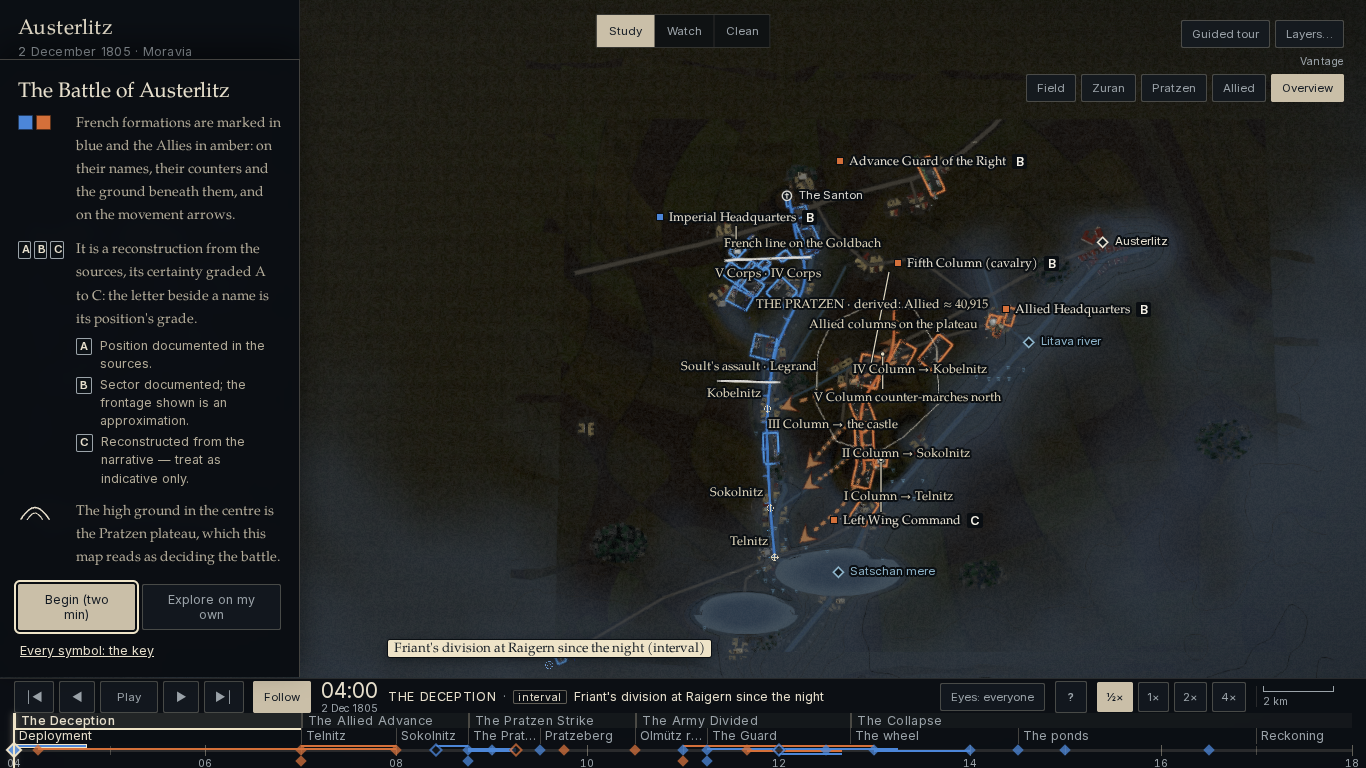 Austerlitz
2 December 1805 · Moravia
Study
Watch
Clean
Guided tour
Layers…
Vantage
Field
Zuran
Pratzen
Allied
Overview
The Battle of Austerlitz
French formations are marked in
blue and the Allies in amber: on
their names, their counters and
the ground beneath them, and
on the movement arrows.
A B C
It is a reconstruction from the
sources, its certainty graded A
to C: the letter beside a name is
its position's grade.
A Position documented in the
sources.
B Sector documented; the
frontage shown is an
approximation.
C Reconstructed from the
narrative — treat as
indicative only.
The high ground in the centre is
the Pratzen plateau, which this
map reads as deciding the battle.
Begin (two
min)
Explore on my
own
Every symbol: the key
Advance Guard of the Right B
The Santon
Imperial Headquarters B
French line on the Goldbach
Austerlitz
Fifth Column (cavalry) B
V Corps · IV Corps
THE PRATZEN · derived: Allied ≈ 40,915
Allied Headquarters B
Allied columns on the plateau
Litava river
Soult's assault · Legrand
IV Column → Kobelnitz
Kobelnitz
V Column counter-marches north
III Column → the castle
II Column → Sokolnitz
Sokolnitz
I Column → Telnitz
Left Wing Command C
Telnitz
Satschan mere
Friant's division at Raigern since the night (interval)
Play
Follow
04:00
2 Dec 1805
THE DECEPTION · interval Friant's division at Raigern since the night
Eyes: everyone
?
½×
1×
2×
4×
2 km
The Deception
The Allied Advance
The Pratzen Strike
The Army Divided
The Collapse
Deployment
Telnitz
Sokolnitz
The Prat…
Pratzeberg
Olmütz r…
The Guard
The wheel
The ponds
Reckoning
04
06
08
10
12
14
16
18